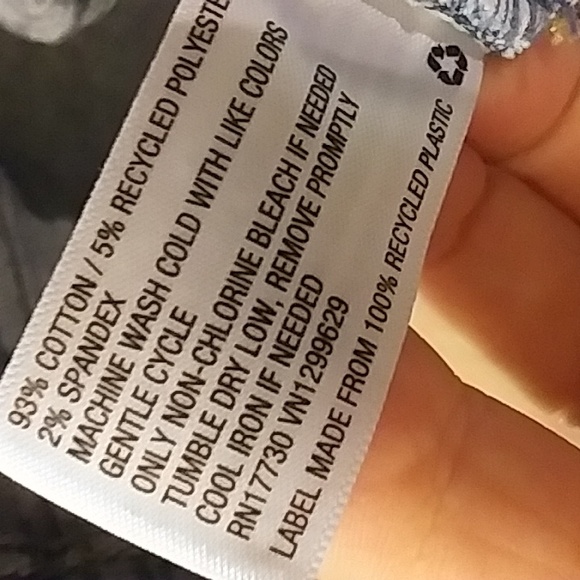 93% COTTON / 5% RECYCLED POLYESTE
2% SPANDEX
MACHINE WASH COLD WITH LIKE COLORS
GENTLE CYCLE
ONLY NON-CHLORINE BLEACH IF NEEDED
TUMBLE DRY LOW, REMOVE PROMPTLY
COOL IRON IF NEEDED
RN17730 VN1299629
LABEL MADE FROM 100% RECYCLED PLASTIC